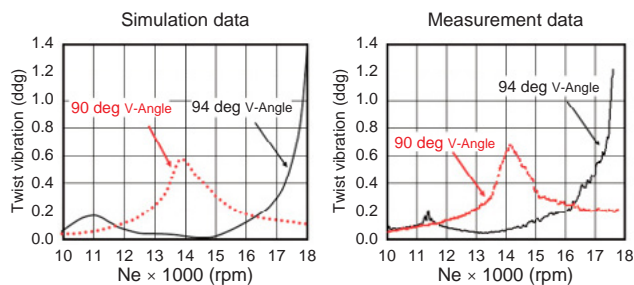 Simulation data
Twist vibration (ddg)
1.4
1.2
1.0
0.8
0.6
0.4
0.2
0.0
90 deg V-Angle
94 deg V-Angle
10 11 12 13 14 15 16 17 18
Ne × 1000 (rpm)
Measurement data
Twist vibration (ddg)
1.4
1.2
1.0
0.8
0.6
0.4
0.2
0.0
94 deg V-Angle
90 deg V-Angle
10 11 12 13 14 15 16 17 18
Ne × 1000 (rpm)